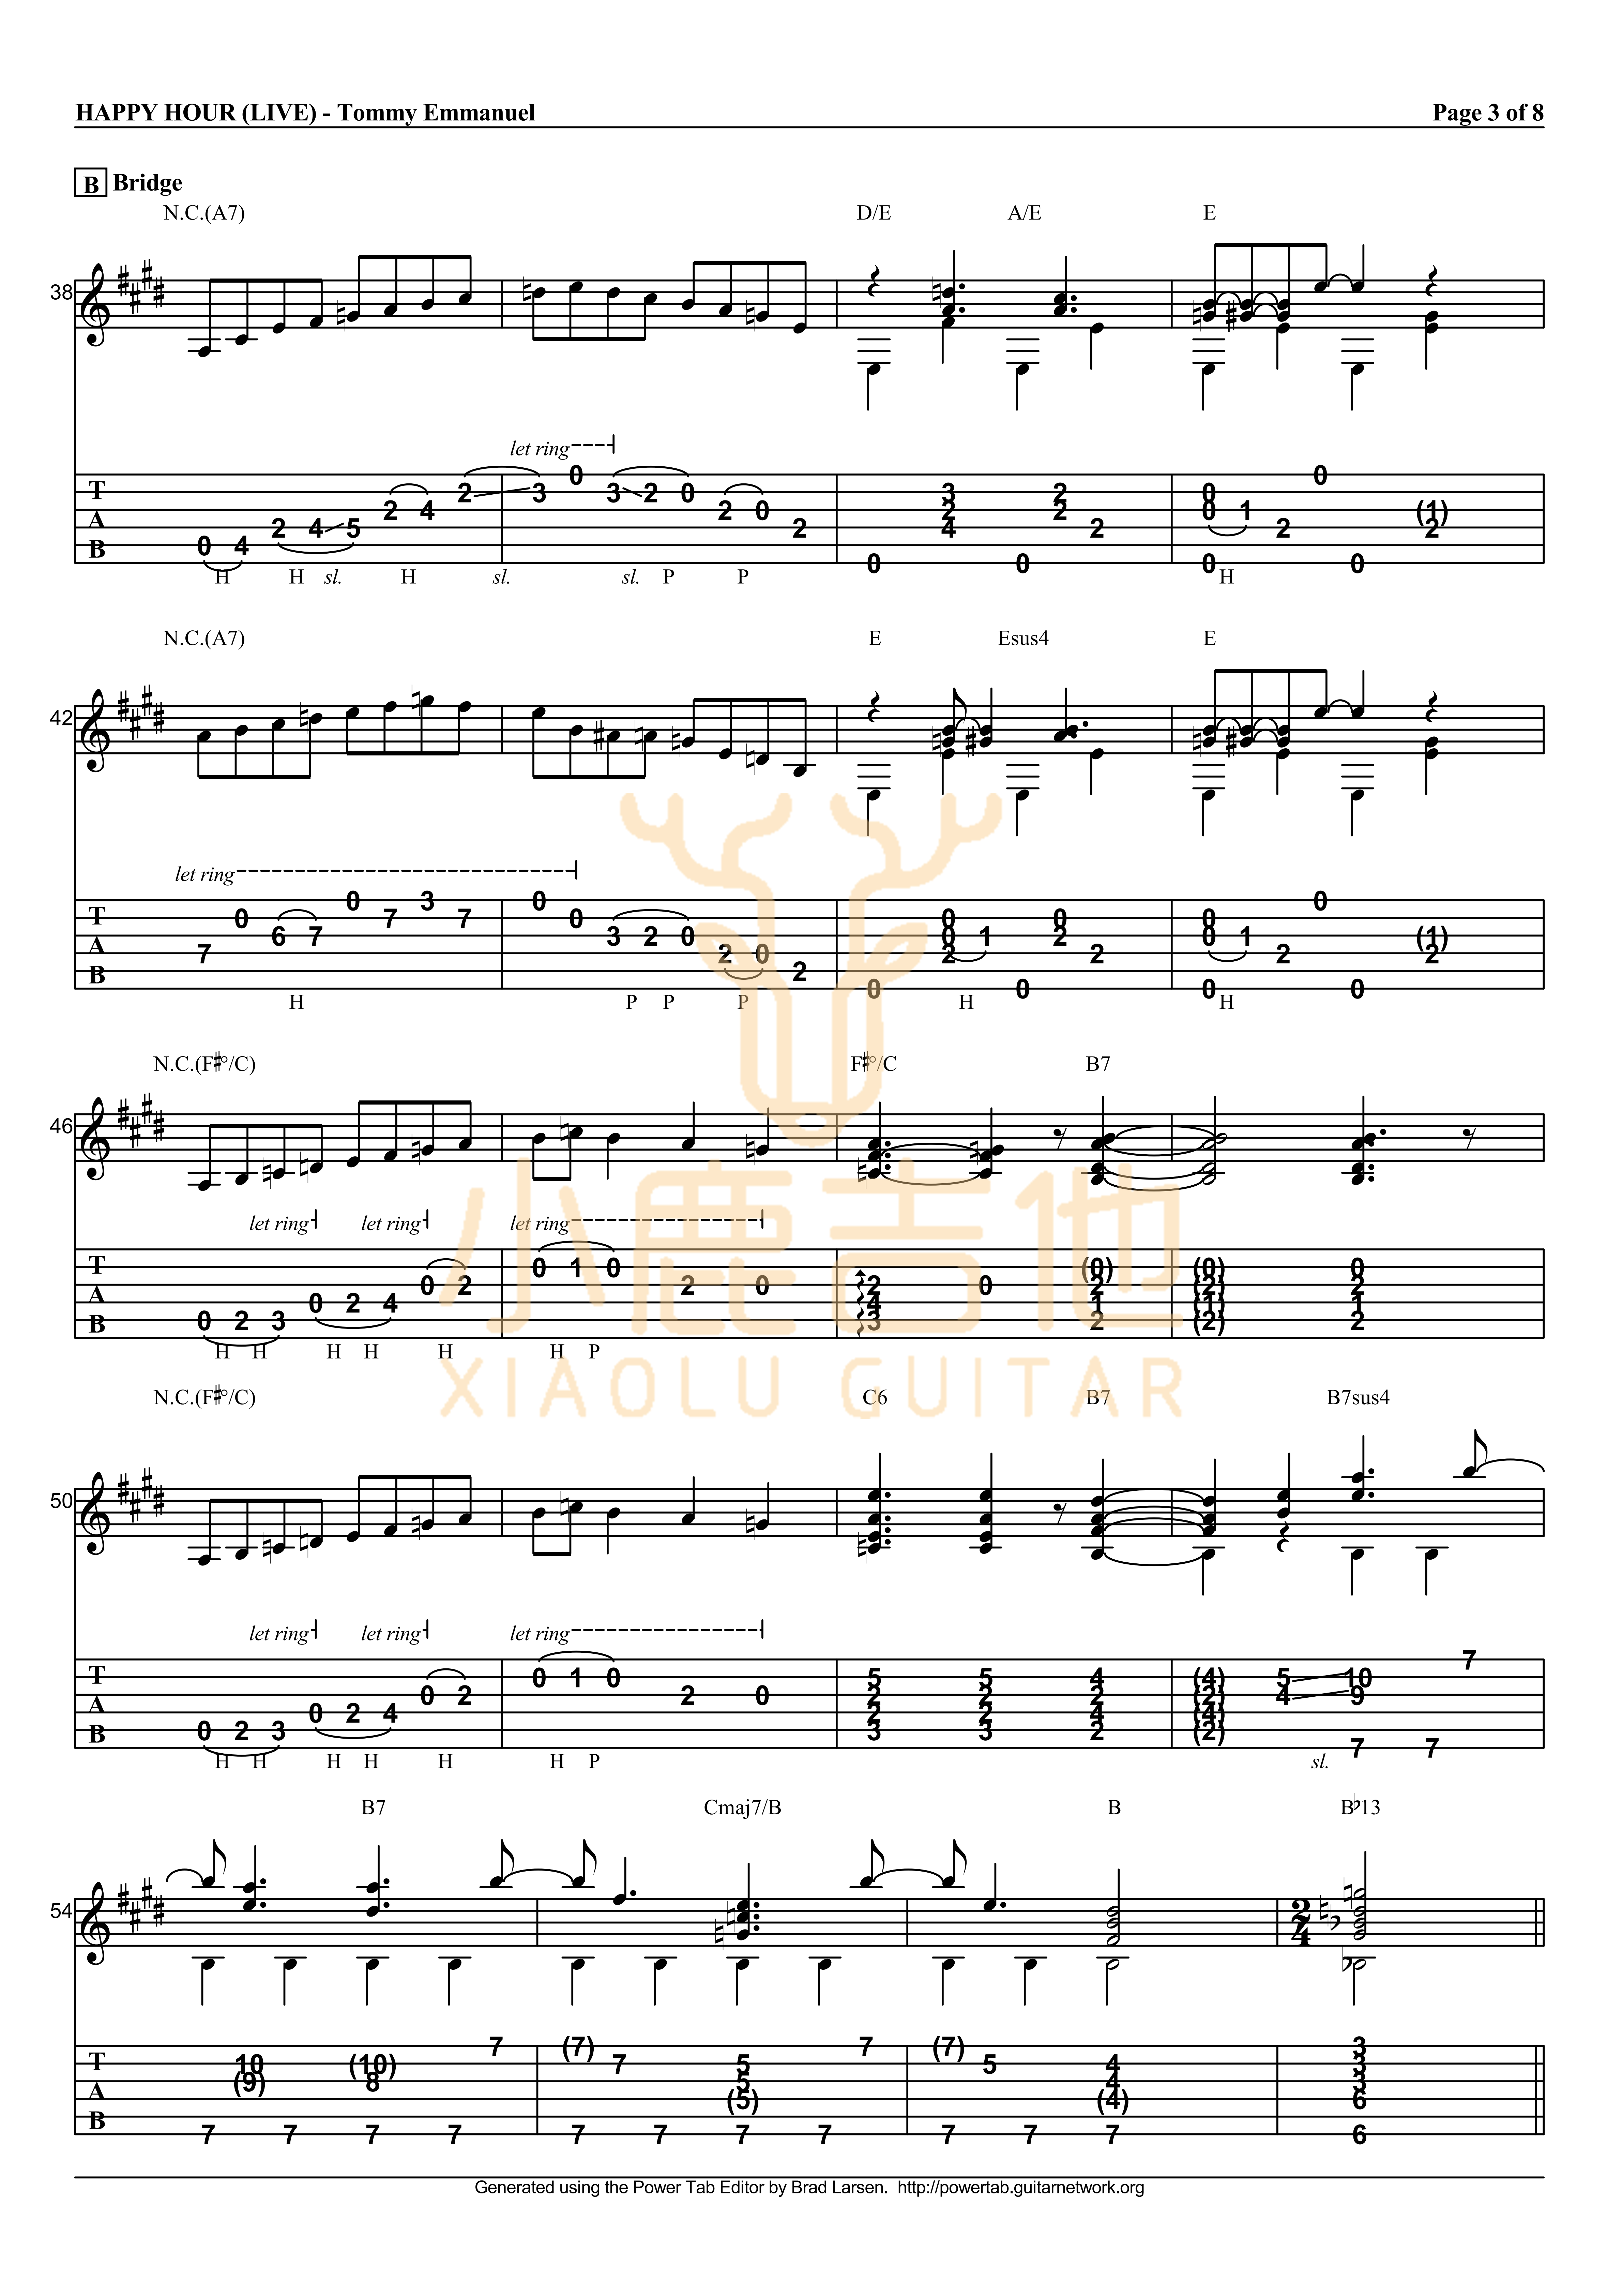 HAPPY HOUR (LIVE) - Tommy Emmanuel Page 3 of 8
B Bridge
N.C.(A7) D/E A/E E
38
let ring
0 4 2 4 5 2 4 2 3 0 3 2 0 2 0 2 0 3 2 4 0 2 2 2 0 0 0 1 2 0 0 (1) 2
T A B
H H sl. H sl. sl. P P H
N.C.(A7) E Esus4 E
42
let ring
7 0 6 7 0 7 3 7 0 0 3 2 0 2 0 2 0 0 0 2 1 0 0 2 2 0 0 0 1 2 0 0 (1) 2
T A B
H P P P H H
N.C.(F#°/C) F#°/C B7
46
let ring let ring let ring
0 2 3 0 2 4 0 2 0 1 0 2 0 2 4 3 0 (0) 2 1 2 (0) (2) (1) (2) 0 2 1 2
T A B
H H H H H H P
小鹿吉他
XIAOLU GUITAR
N.C.(F#°/C) C6 B7 B7sus4
50
let ring let ring let ring
0 2 3 0 2 4 0 2 0 1 0 2 0 5 2 2 3 5 2 2 3 4 2 4 2 (4) (2) (4) (2) 5 4 10 9 7 7 7
T A B
H H H H H H P sl.
B7 Cmaj7/B B B♭13
54
2 4
7 10 (9) 7 (10) 8 7 7 7 (7) 7 7 7 5 5 (5) 7 7 7 (7) 7 5 7 4 4 (4) 7 3 3 3 6 6
T A B
Generated using the Power Tab Editor by Brad Larsen. http://powertab.guitarnetwork.org